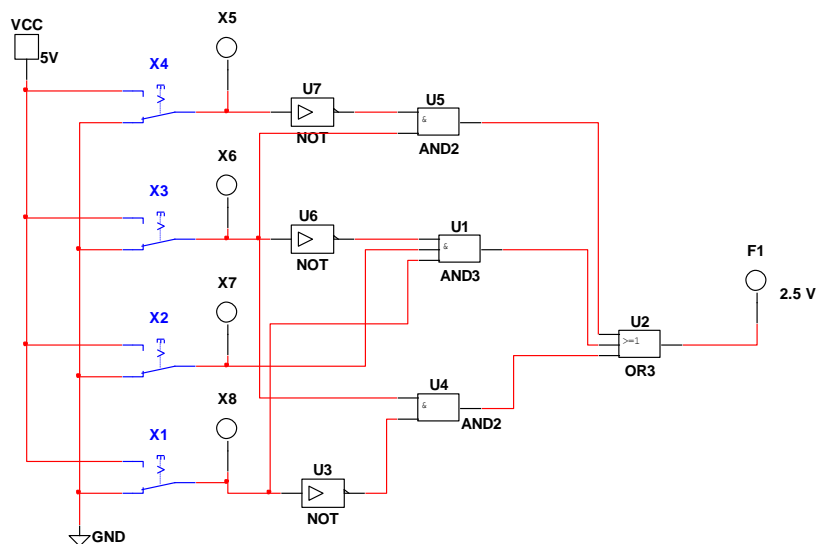 VCC
5V
X5
X4
U7
NOT
U5
&
AND2
X6
X3
U6
NOT
U1
&
AND3
X7
X2
F1
2.5 V
U2
>=1
OR3
X8
X1
U4
&
AND2
U3
NOT
GND